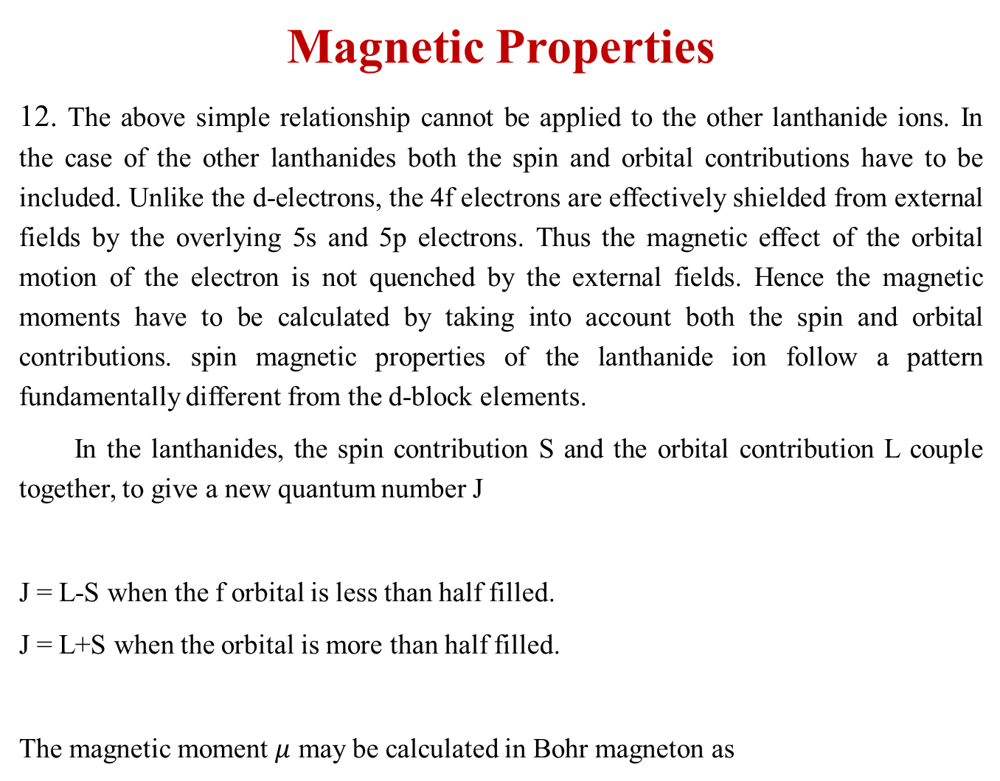 Magnetic Properties
12. The above simple relationship cannot be applied to the other lanthanide ions. In
the case of the other lanthanides both the spin and orbital contributions have to be
included. Unlike the d-electrons, the 4f electrons are effectively shielded from external
fields by the overlying 5s and 5p electrons. Thus the magnetic effect of the orbital
motion of the electron is not quenched by the external fields. Hence the magnetic
moments have to be calculated by taking into account both the spin and orbital
contributions. spin magnetic properties of the lanthanide ion follow a pattern
fundamentally different from the d-block elements.
In the lanthanides, the spin contribution S and the orbital contribution L couple
together, to give a new quantum number J
J = L-S when the f orbital is less than half filled.
J = L+S when the orbital is more than half filled.
The magnetic moment μ may be calculated in Bohr magneton as